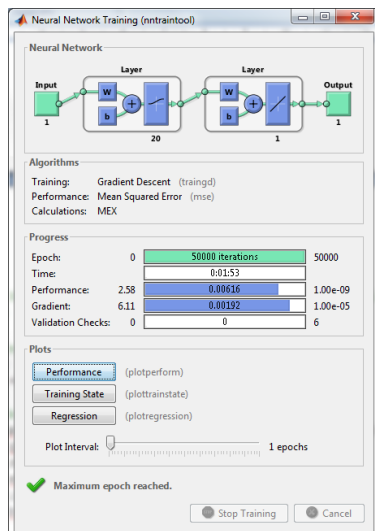 Neural Network Training (nntraintool)
Neural Network
Layer Layer
Input Output
W W
b b
1 1
20 1
Algorithms
Training: Gradient Descent (traingd)
Performance: Mean Squared Error (mse)
Calculations: MEX
Progress
Epoch: 0 50000 iterations 50000
Time: 0:01:53
Performance: 2.58 0.00616 1.00e-09
Gradient: 6.11 0.00192 1.00e-05
Validation Checks: 0 0 6
Plots
Performance (plotperform)
Training State (plottrainstate)
Regression (plotregression)
Plot Interval: 1 epochs
Maximum epoch reached.
Stop Training Cancel